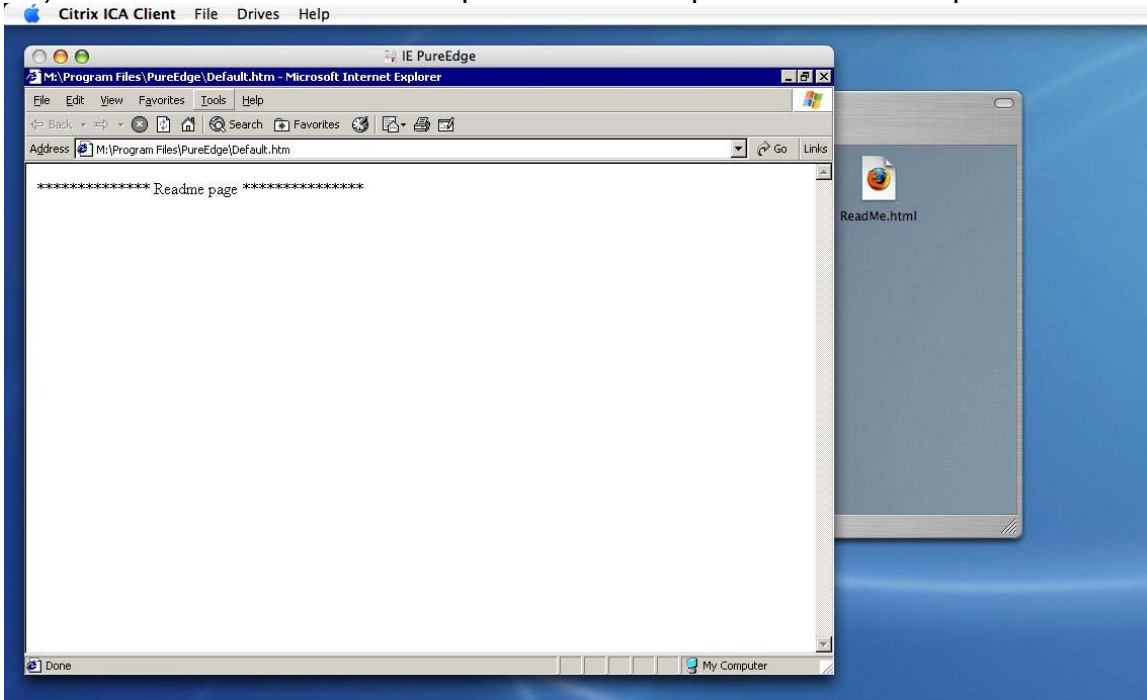 Citrix ICA Client File Drives Help
IE PureEdge
M:\Program Files\PureEdge\Default.htm - Microsoft Internet Explorer
File Edit View Favorites Tools Help
Back Search Favorites
Address M:\Program Files\PureEdge\Default.htm Go Links
************** Readme page ***************
ReadMe.html
Done My Computer